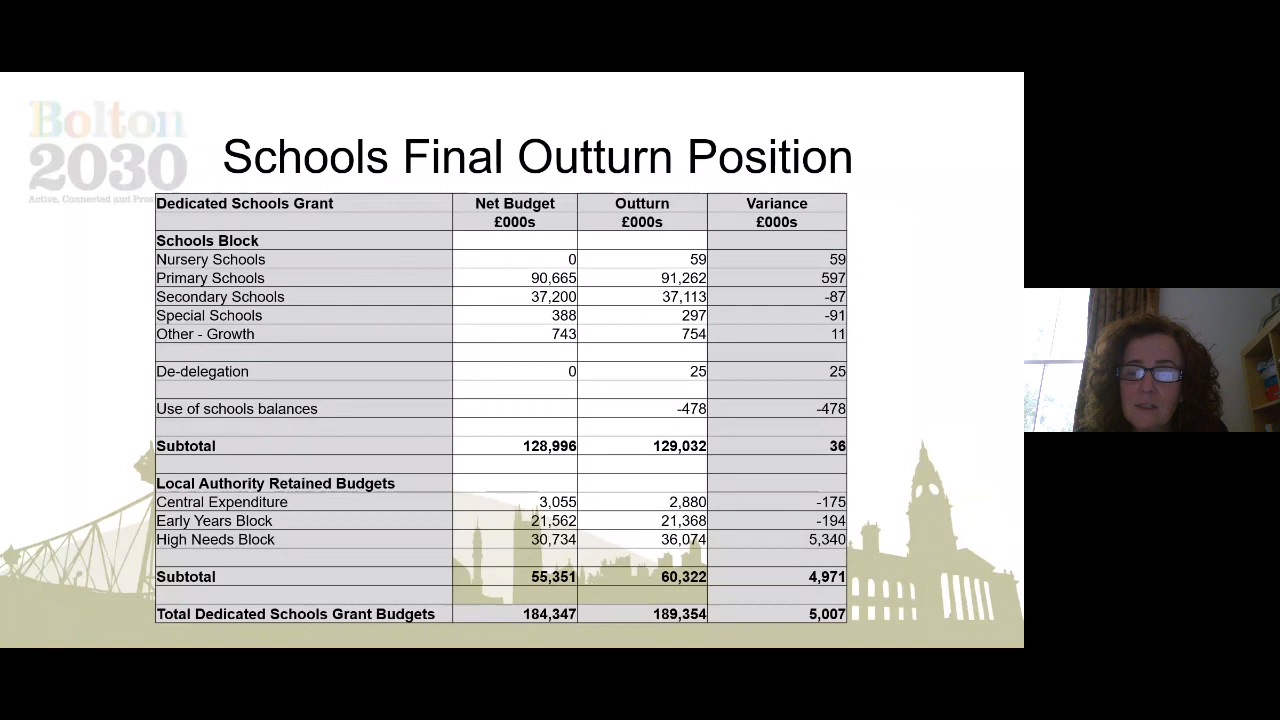 Bolton
2030
Active, Connected and Pros
Schools Final Outturn Position
Dedicated Schools Grant Net Budget Outturn Variance
£000s £000s £000s
Schools Block
Nursery Schools 0 59 59
Primary Schools 90,665 91,262 597
Secondary Schools 37,200 37,113 -87
Special Schools 388 297 -91
Other - Growth 743 754 11
De-delegation 0 25 25
Use of schools balances -478 -478
Subtotal 128,996 129,032 36
Local Authority Retained Budgets
Central Expenditure 3,055 2,880 -175
Early Years Block 21,562 21,368 -194
High Needs Block 30,734 36,074 5,340
Subtotal 55,351 60,322 4,971
Total Dedicated Schools Grant Budgets 184,347 189,354 5,007